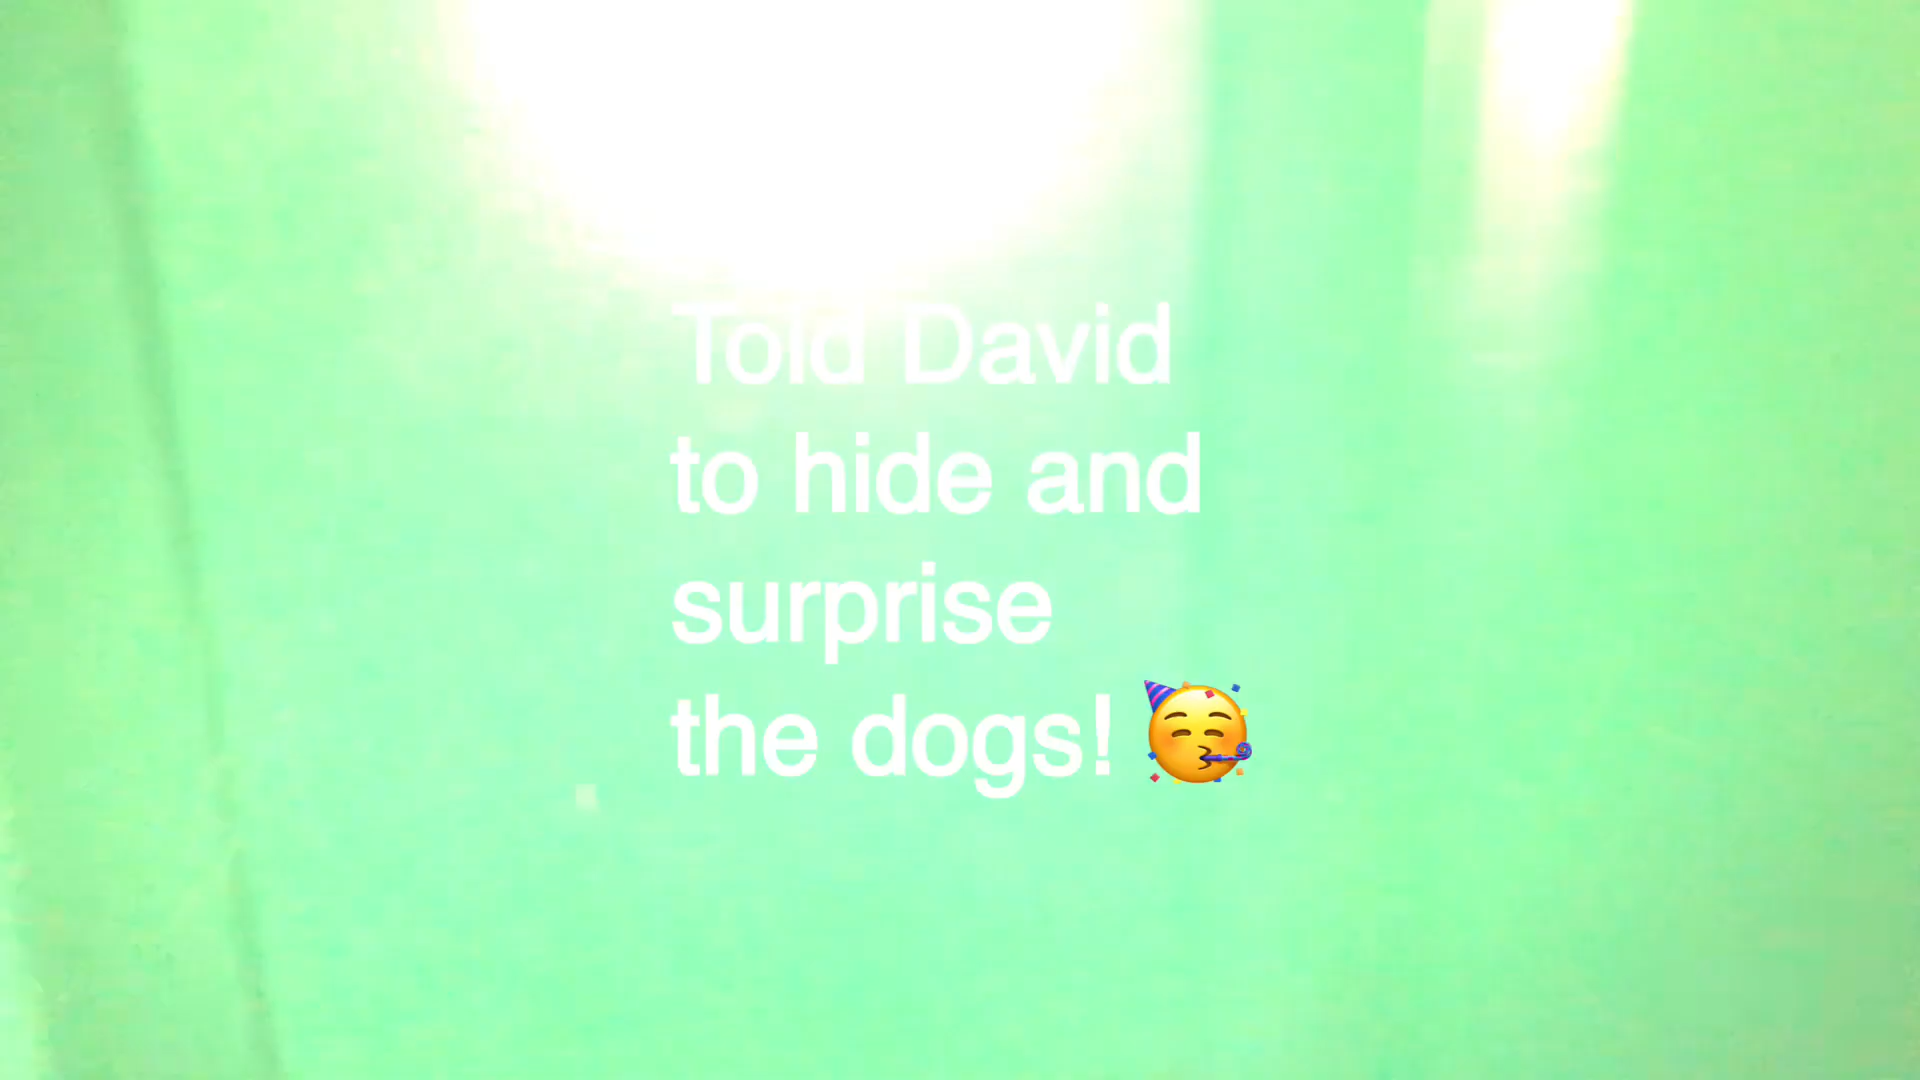 Told David
to hide and
surprise
the dogs! 🥳